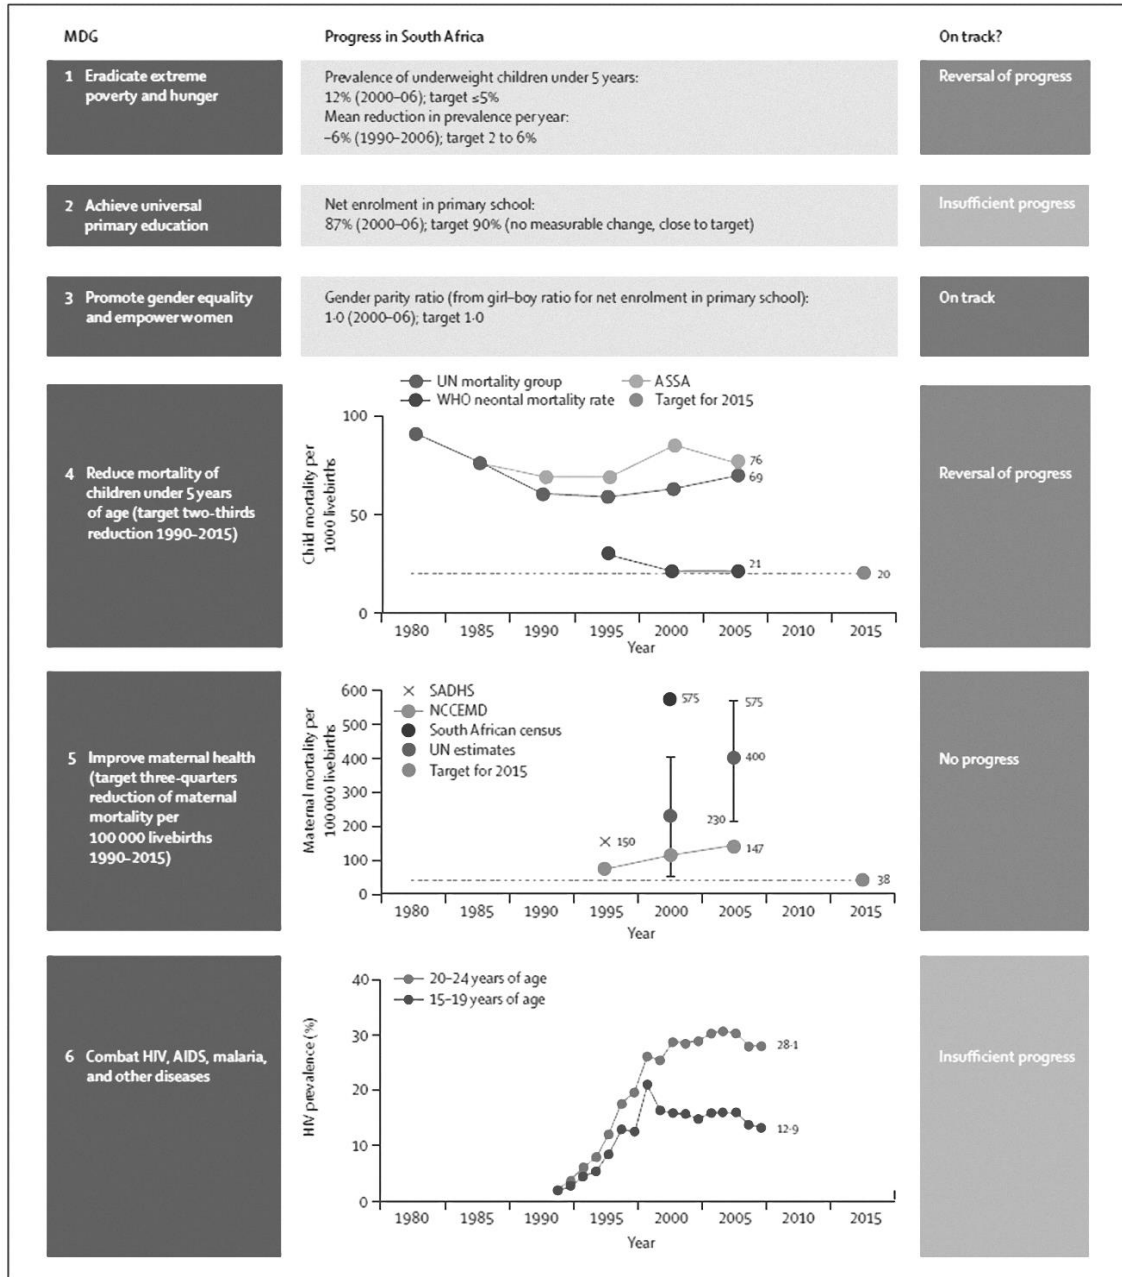 MDG
Progress in South Africa
On track?
1 Eradicate extreme
poverty and hunger
Prevalence of underweight children under 5 years:
12% (2000–06); target ≤5%
Mean reduction in prevalence per year:
–6% (1990–2006); target 2 to 6%
Reversal of progress
2 Achieve universal
primary education
Net enrolment in primary school:
87% (2000–06); target 90% (no measurable change, close to target)
Insufficient progress
3 Promote gender equality
and empower women
Gender parity ratio (from girl–boy ratio for net enrolment in primary school):
1·0 (2000–06); target 1·0
On track
4 Reduce mortality of
children under 5 years
of age (target two-thirds
reduction 1990–2015)
UN mortality group
ASSA
WHO neontal mortality rate
Target for 2015
Child mortality per
1000 livebirths
100
50
0
76
69
21
20
1980 1985 1990 1995 2000 2005 2010 2015
Year
Reversal of progress
5 Improve maternal health
(target three-quarters
reduction of maternal
mortality per
100 000 livebirths
1990–2015)
SADHS
NCCEMD
South African census
UN estimates
Target for 2015
Maternal mortality per
100 000 livebirths
600
500
400
300
200
100
0
575
575
400
230
150
147
38
1980 1985 1990 1995 2000 2005 2010 2015
Year
No progress
6 Combat HIV, AIDS, malaria,
and other diseases
20–24 years of age
15–19 years of age
HIV prevalence (%)
40
30
20
10
0
28·1
12·9
1980 1985 1990 1995 2000 2005 2010 2015
Year
Insufficient progress